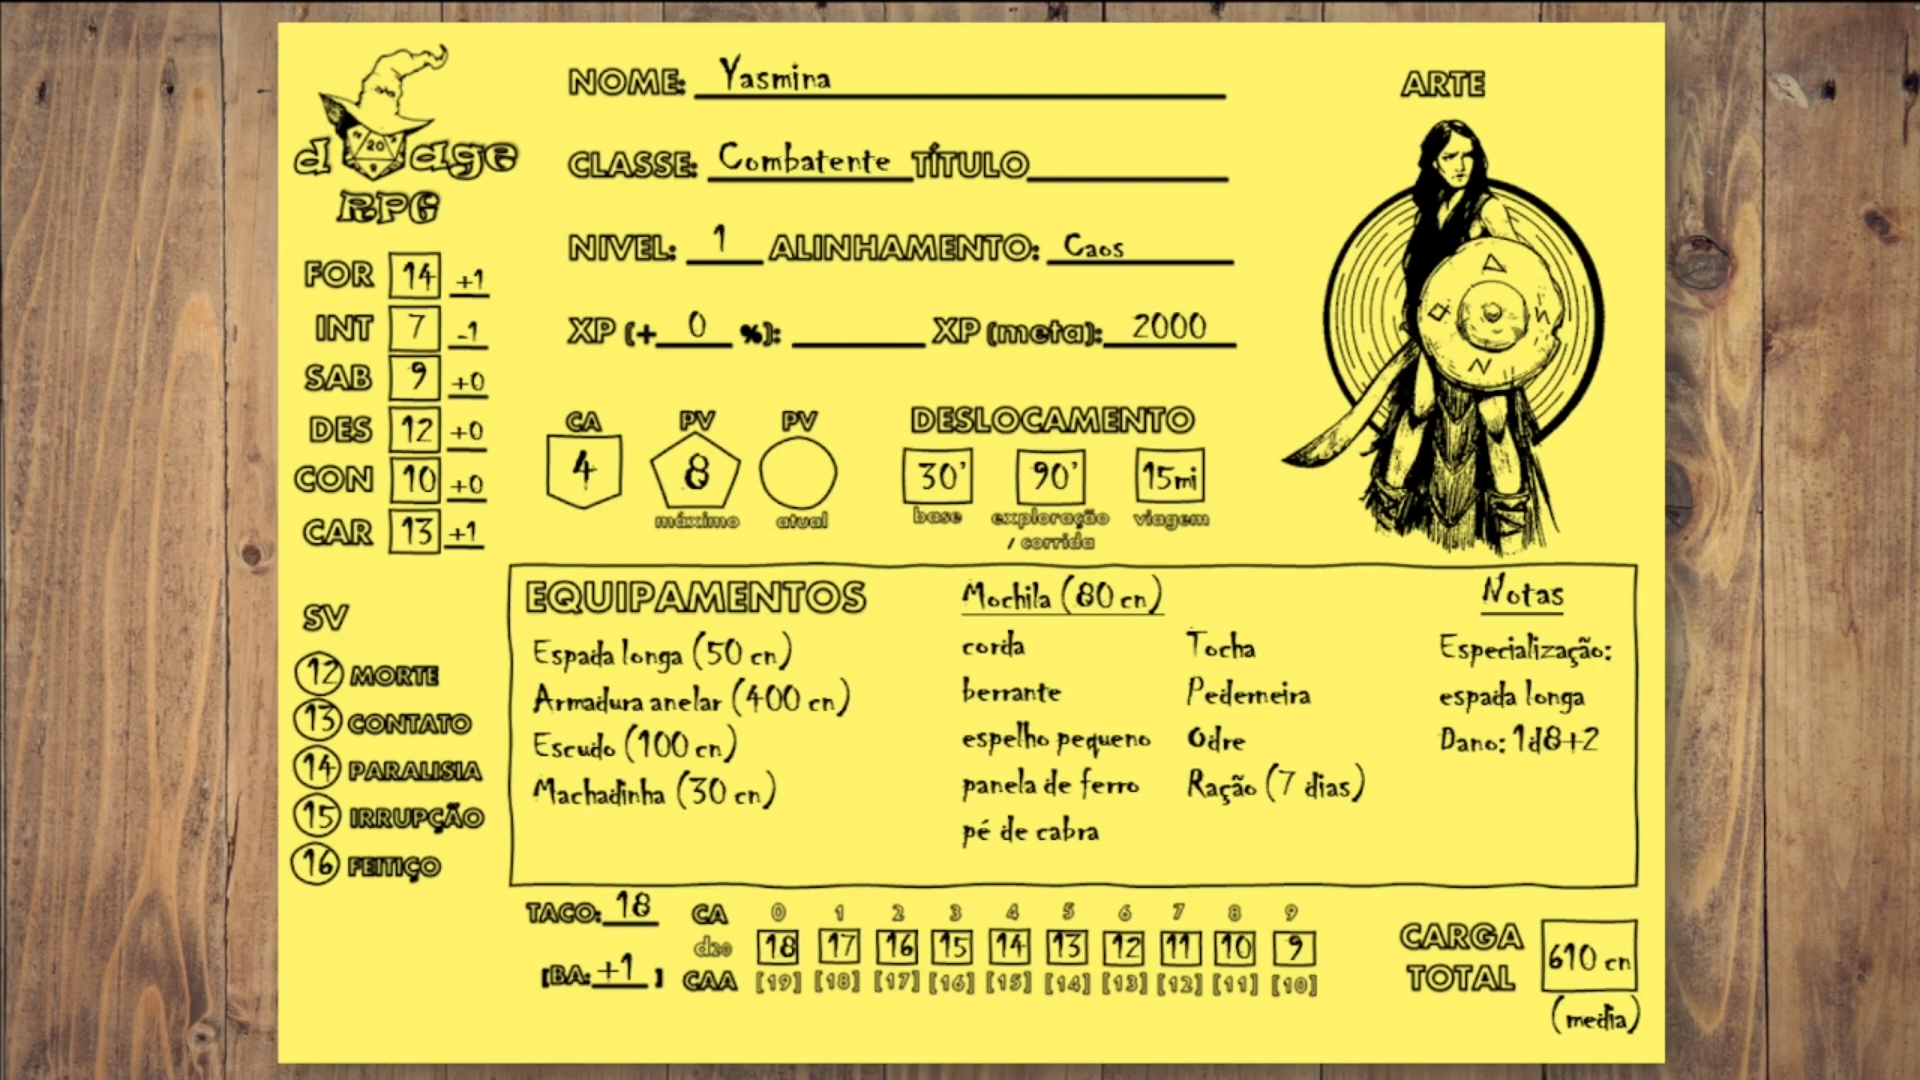 d 20 age
RPG
NOME: Yasmina
CLASSE: Combatente TÍTULO
NIVEL: 1 ALINHAMENTO: Caos
XP (+ 0 %): XP (meta): 2000
ARTE
FOR 14 +1
INT 7 -1
SAB 9 +0
DES 12 +0
CON 10 +0
CAR 13 +1
CA PV PV
4 8
máximo atual
DESLOCAMENTO
30' 90' 15mi
base exploração viagem
/ corrida
SV
12 MORTE
13 CONTATO
14 PARALISIA
15 IRRUPÇÃO
16 FEITIÇO
EQUIPAMENTOS
Espada longa (50 cn)
Armadura anelar (400 cn)
Escudo (100 cn)
Machadinha (30 cn)
Mochila (80 cn)
corda
berrante
espelho pequeno
panela de ferro
pé de cabra
Tocha
Pederneira
Odre
Ração (7 dias)
Notas
Especialização:
espada longa
Dano: 1d8+2
TACO: 18
[BA: +1 ]
CA 0 1 2 3 4 5 6 7 8 9
d20 18 17 16 15 14 13 12 11 10 9
CAA [19] [18] [17] [16] [15] [14] [13] [12] [11] [10]
CARGA
TOTAL
610 cn
(media)